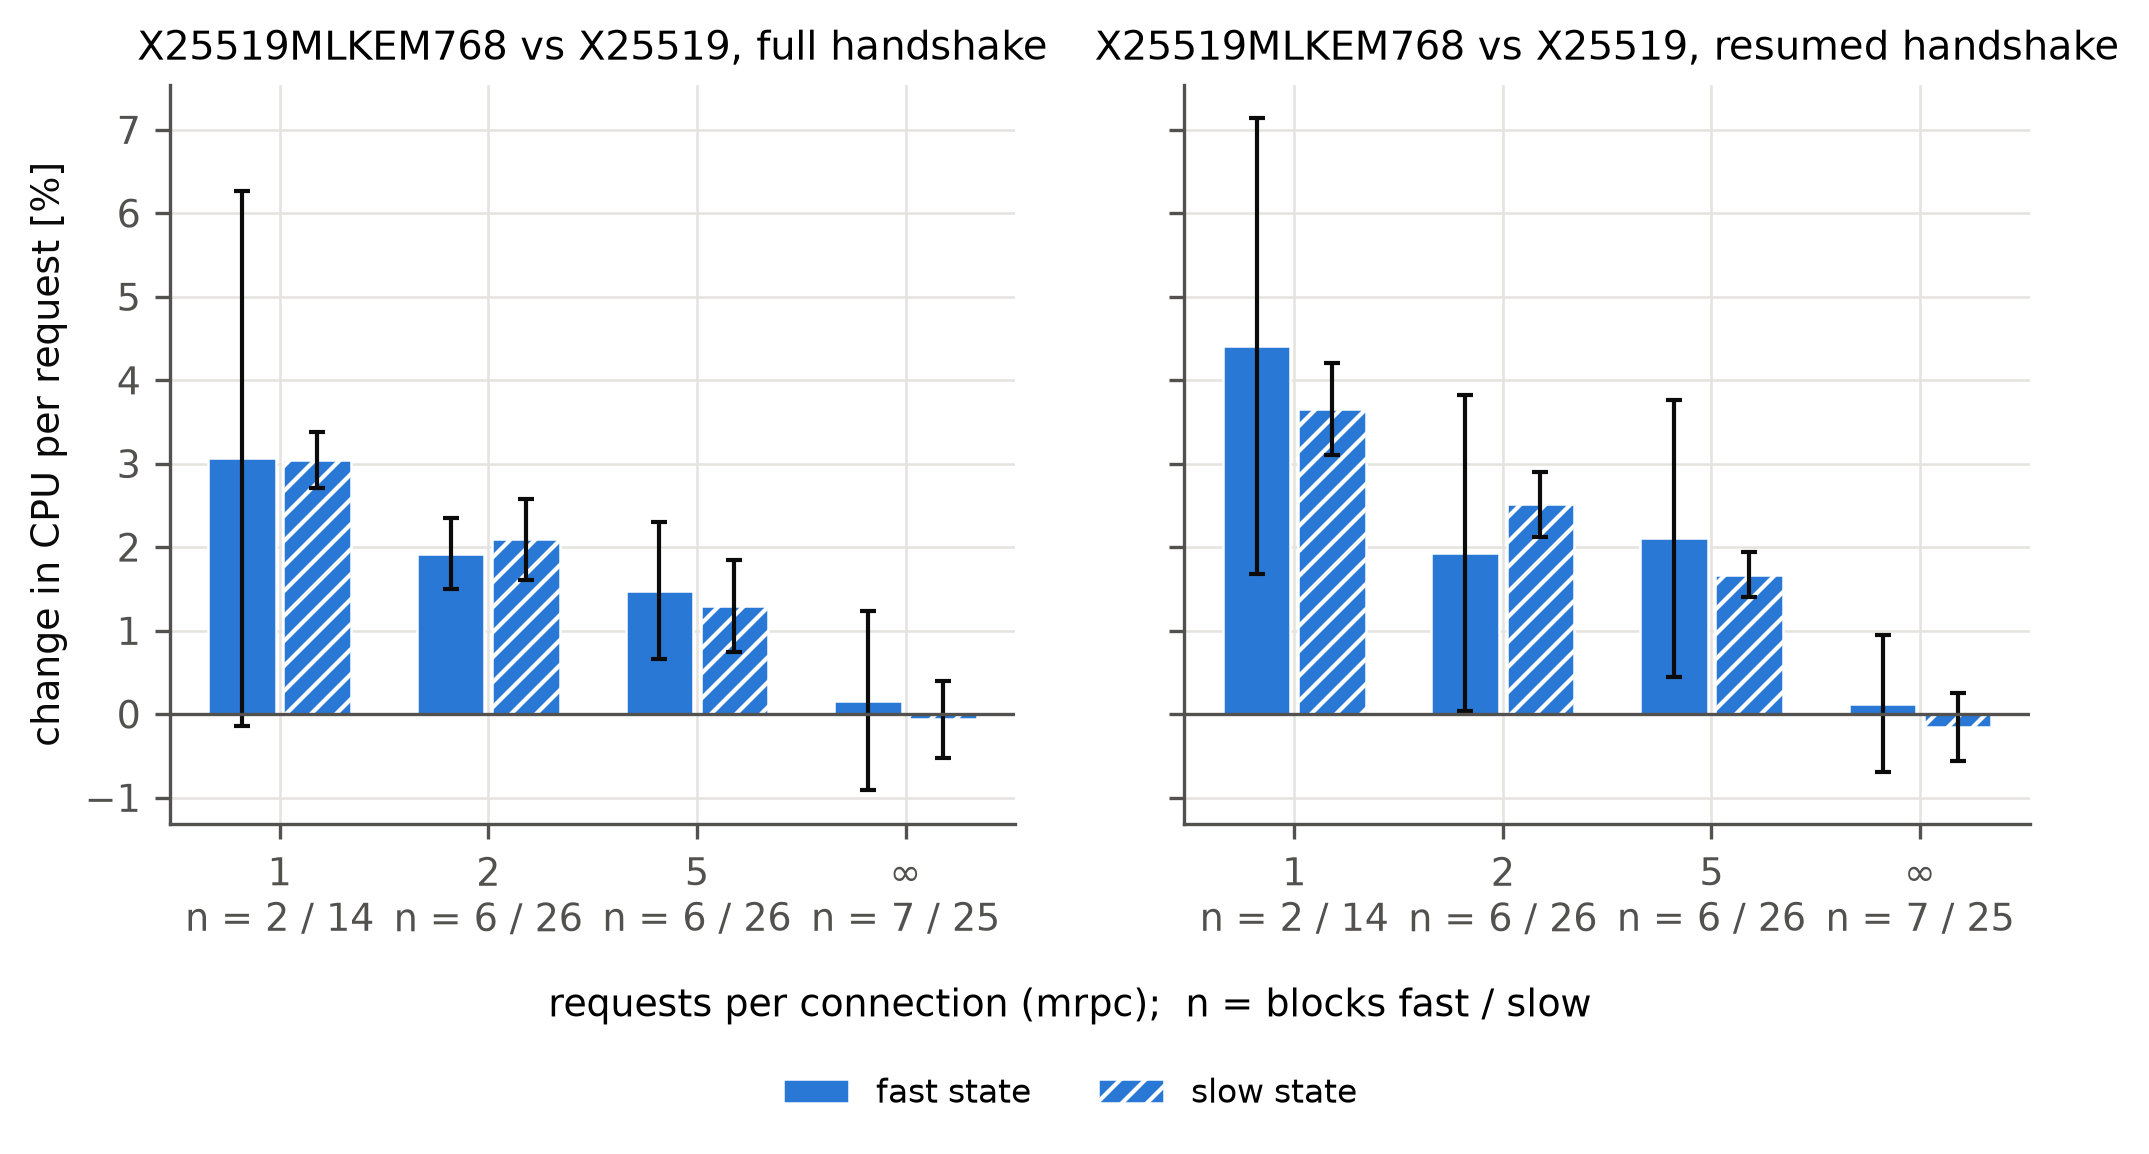 X25519MLKEM768 vs X25519, full handshake
X25519MLKEM768 vs X25519, resumed handshake
change in CPU per request [%]
7
6
5
4
3
2
1
0
−1
1
2
5
∞
n = 2 / 14
n = 6 / 26
n = 6 / 26
n = 7 / 25
1
2
5
∞
n = 2 / 14
n = 6 / 26
n = 6 / 26
n = 7 / 25
requests per connection (mrpc);  n = blocks fast / slow
fast state
slow state